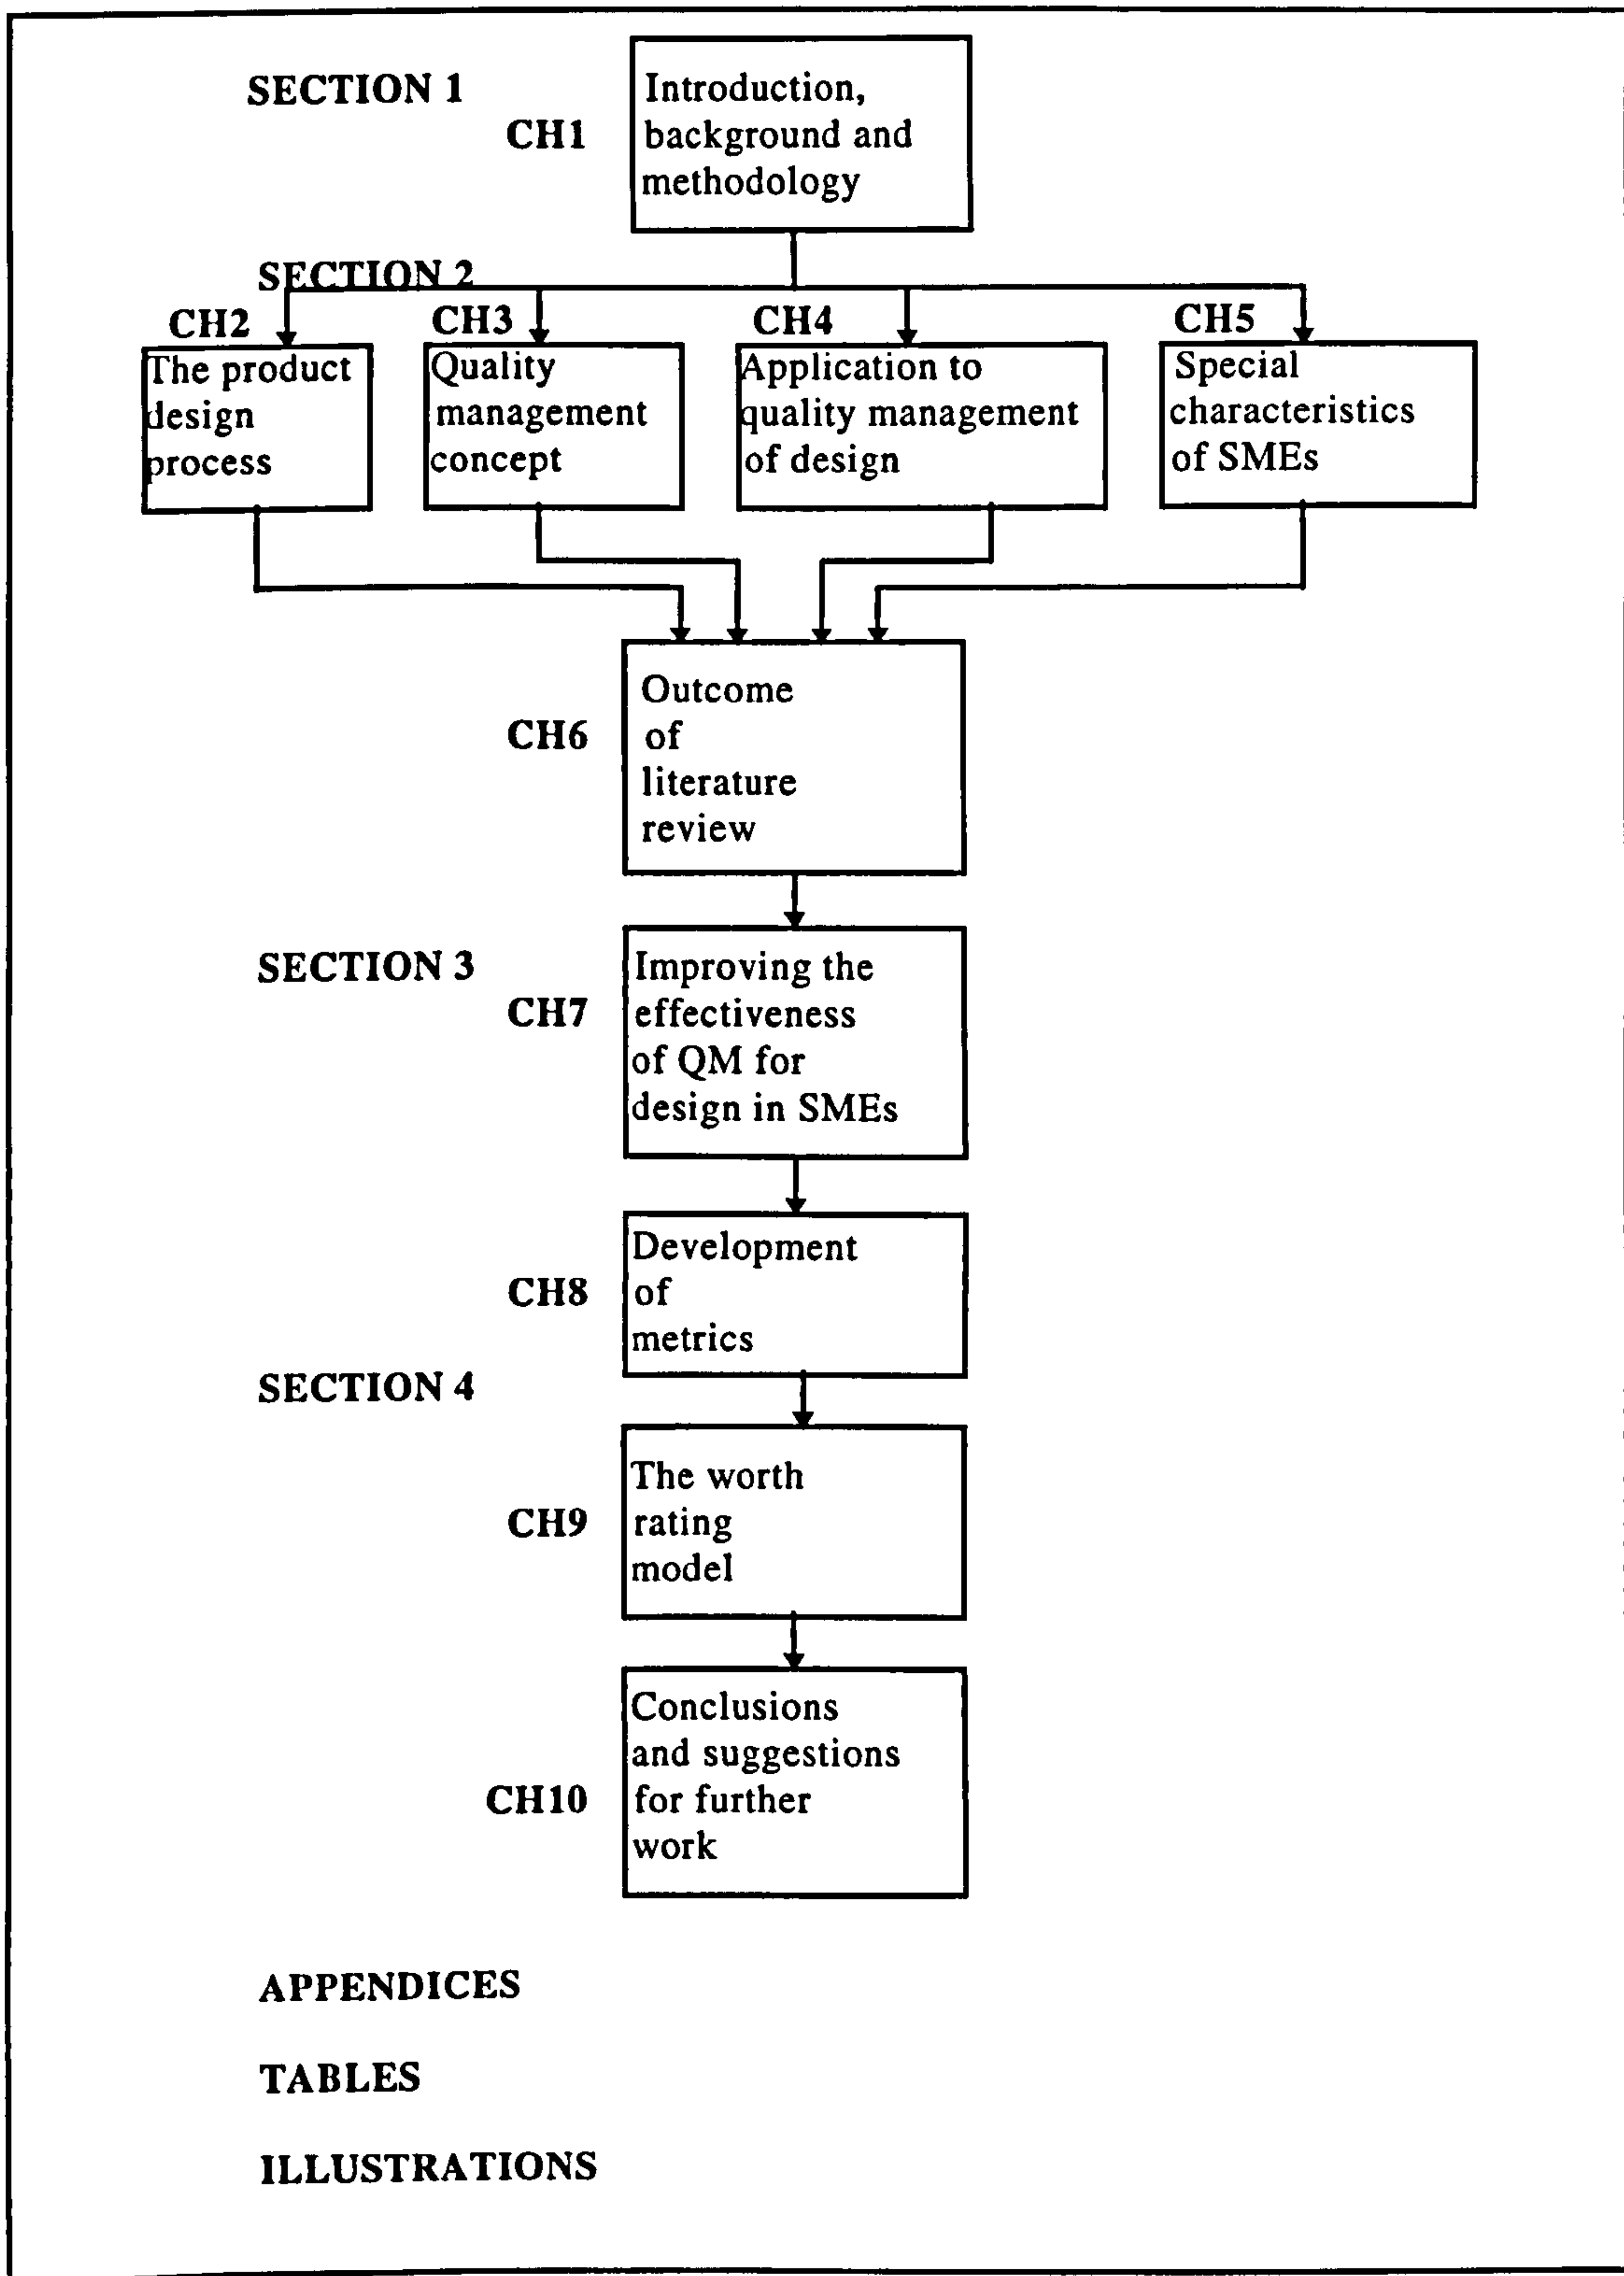 SECTION 1
CH1
Introduction,
background and
methodology
SECTION 2
CH2
The product
design
process
CH3
Quality
management
concept
CH4
Application to
quality management
of design
CH5
Special
characteristics
of SMEs
CH6
Outcome
of
literature
review
SECTION 3
CH7
Improving the
effectiveness
of QM for
design in SMEs
CH8
Development
of
metrics
SECTION 4
CH9
The worth
rating
model
CH10
Conclusions
and suggestions
for further
work
APPENDICES
TABLES
ILLUSTRATIONS